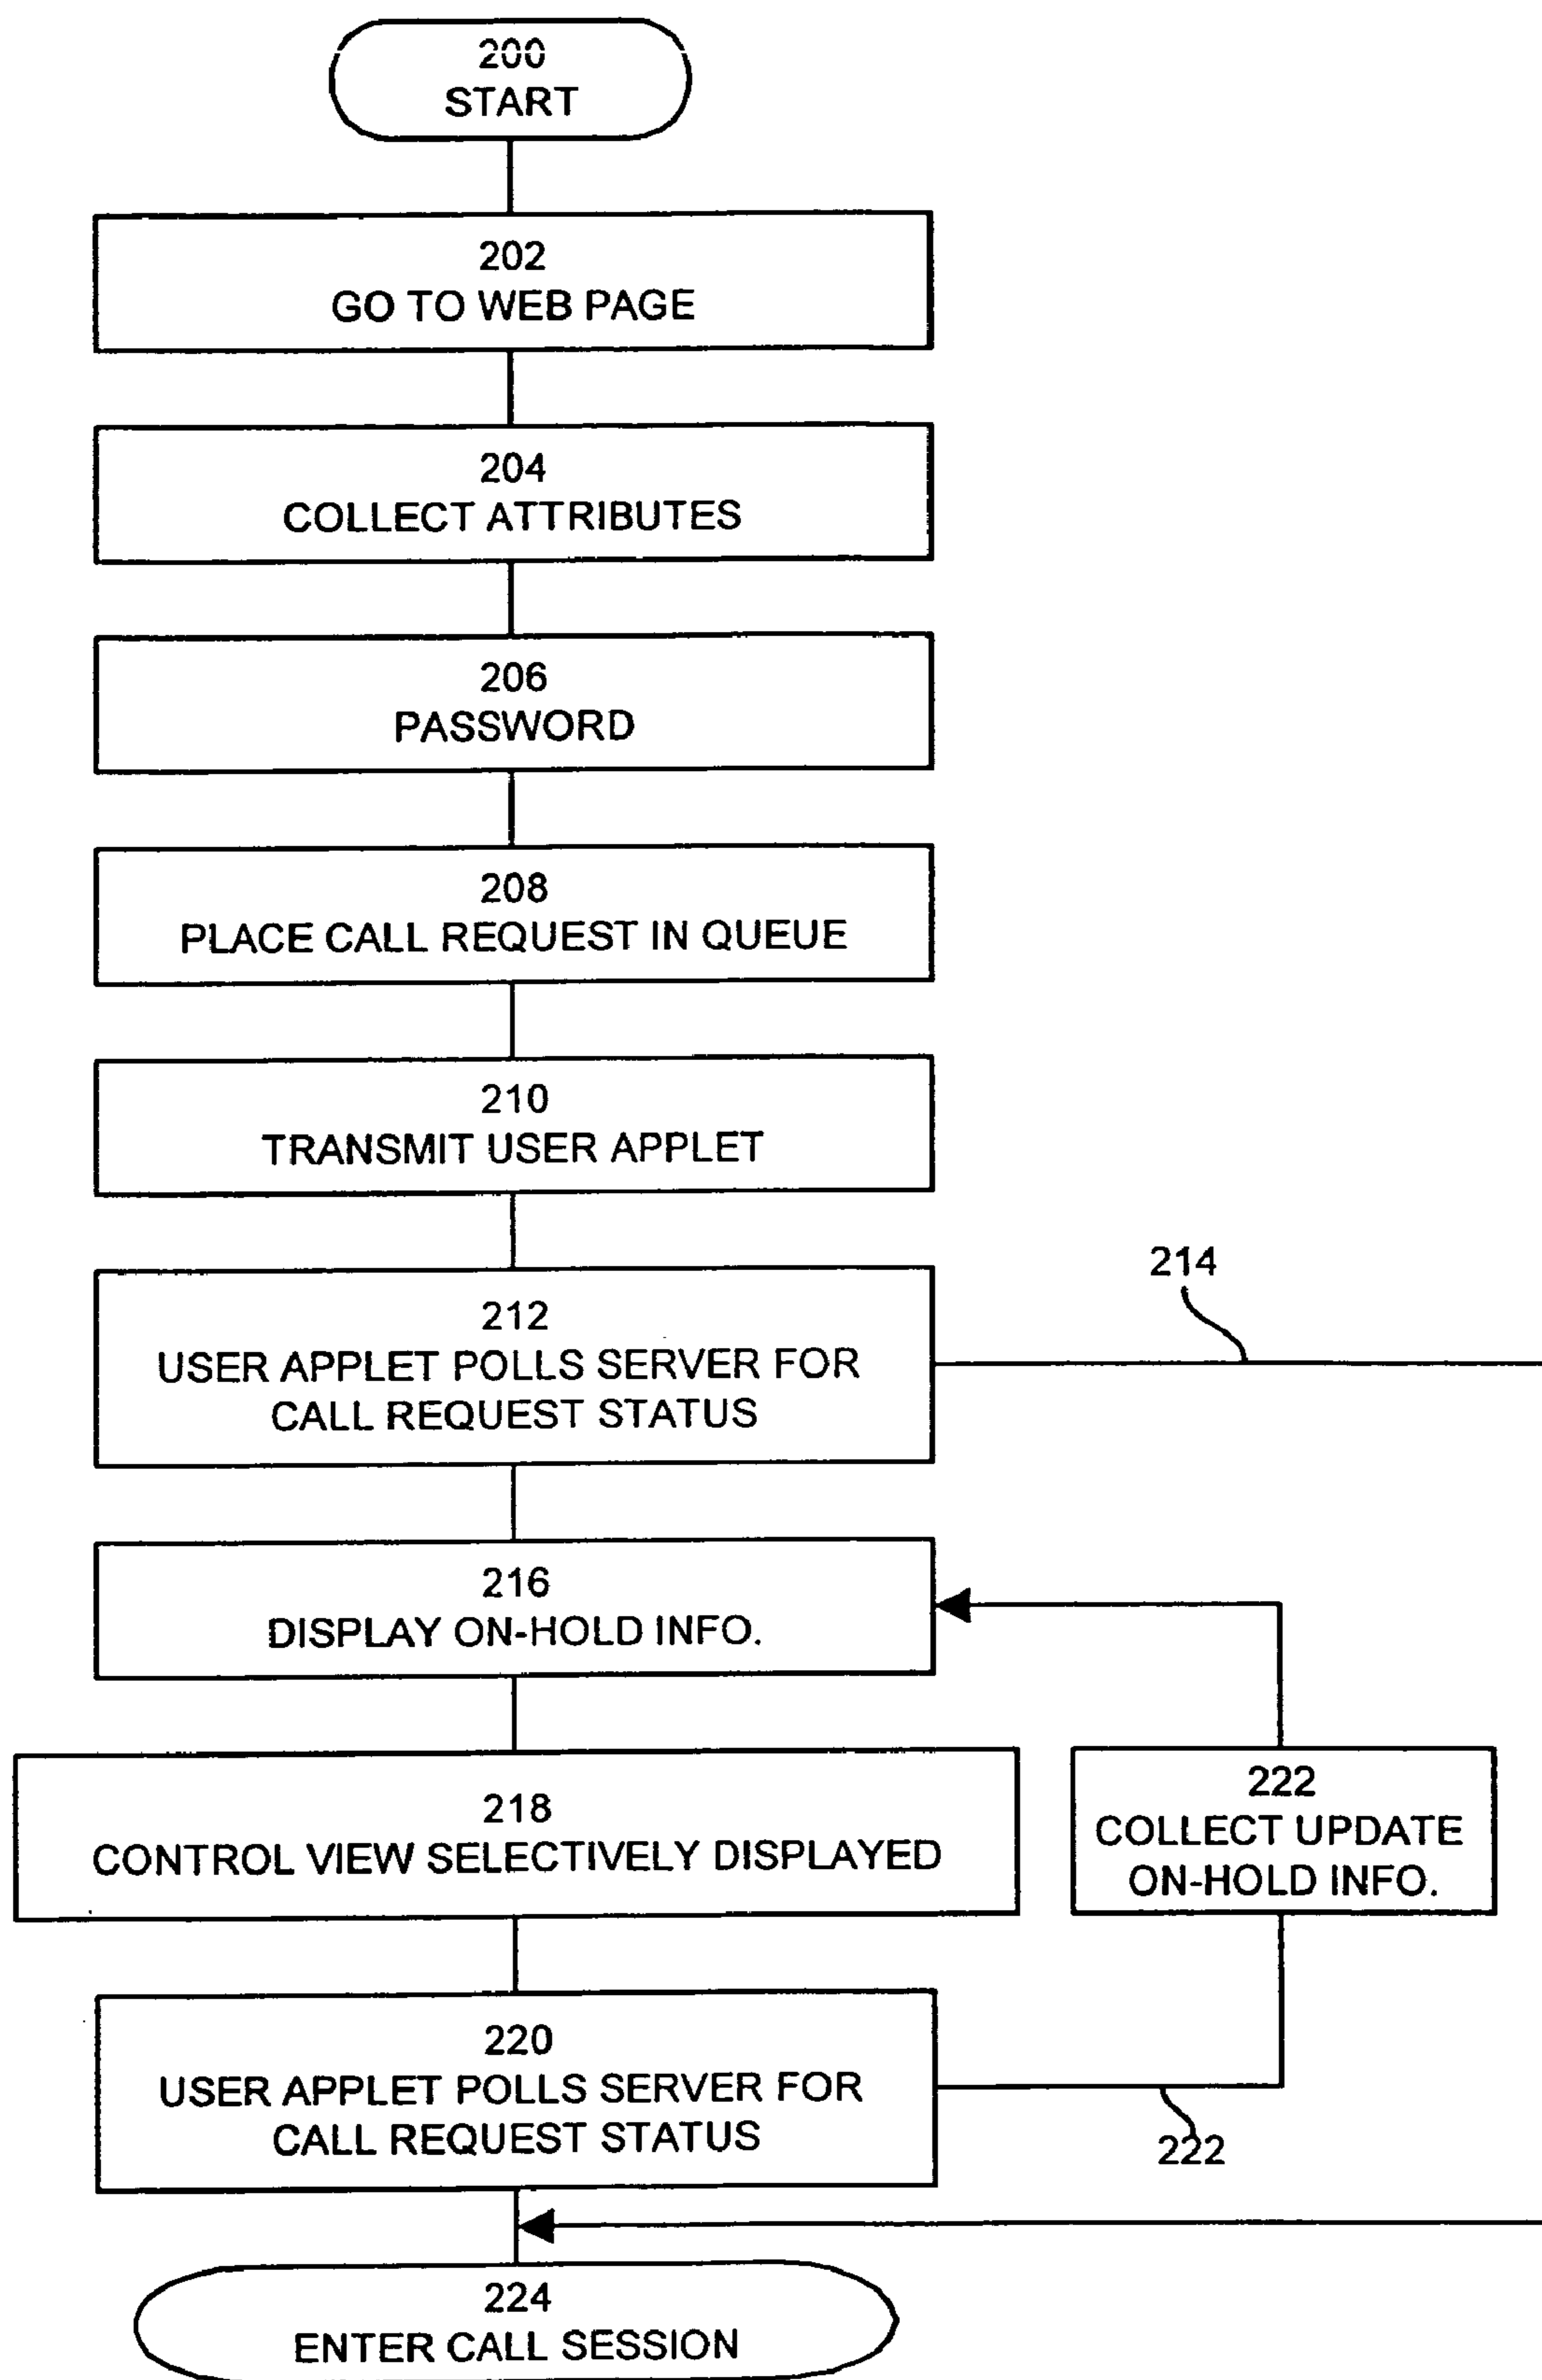 200
START
202
GO TO WEB PAGE
204
COLLECT ATTRIBUTES
206
PASSWORD
208
PLACE CALL REQUEST IN QUEUE
210
TRANSMIT USER APPLET
214
212
USER APPLET POLLS SERVER FOR
CALL REQUEST STATUS
216
DISPLAY ON-HOLD INFO.
218
CONTROL VIEW SELECTIVELY DISPLAYED
222
COLLECT UPDATE
ON-HOLD INFO.
220
USER APPLET POLLS SERVER FOR
CALL REQUEST STATUS
222
224
ENTER CALL SESSION